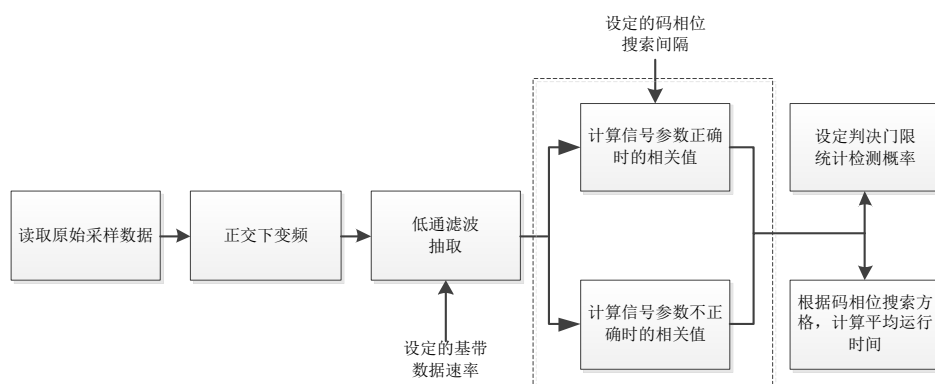 设定的码相位
搜索间隔
计算信号参数正确
时的相关值
设定判决门限
统计检测概率
读取原始采样数据
正交下变频
低通滤波
抽取
计算信号参数不正
确时的相关值
根据码相位搜索方
格，计算平均运行
时间
设定的基带
数据速率